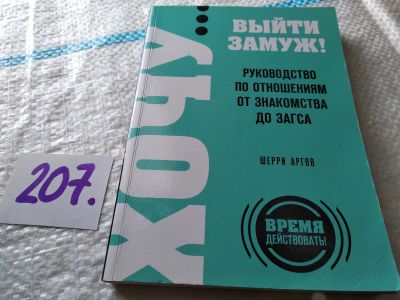 ХОЧУ...
ВЫЙТИ
ЗАМУЖ!
РУКОВОДСТВО
ПО ОТНОШЕНИЯМ
ОТ ЗНАКОМСТВА
ДО ЗАГСА
ШЕРРИ АРГОВ
ВРЕМЯ
ДЕЙСТВОВАТЬ!
207.